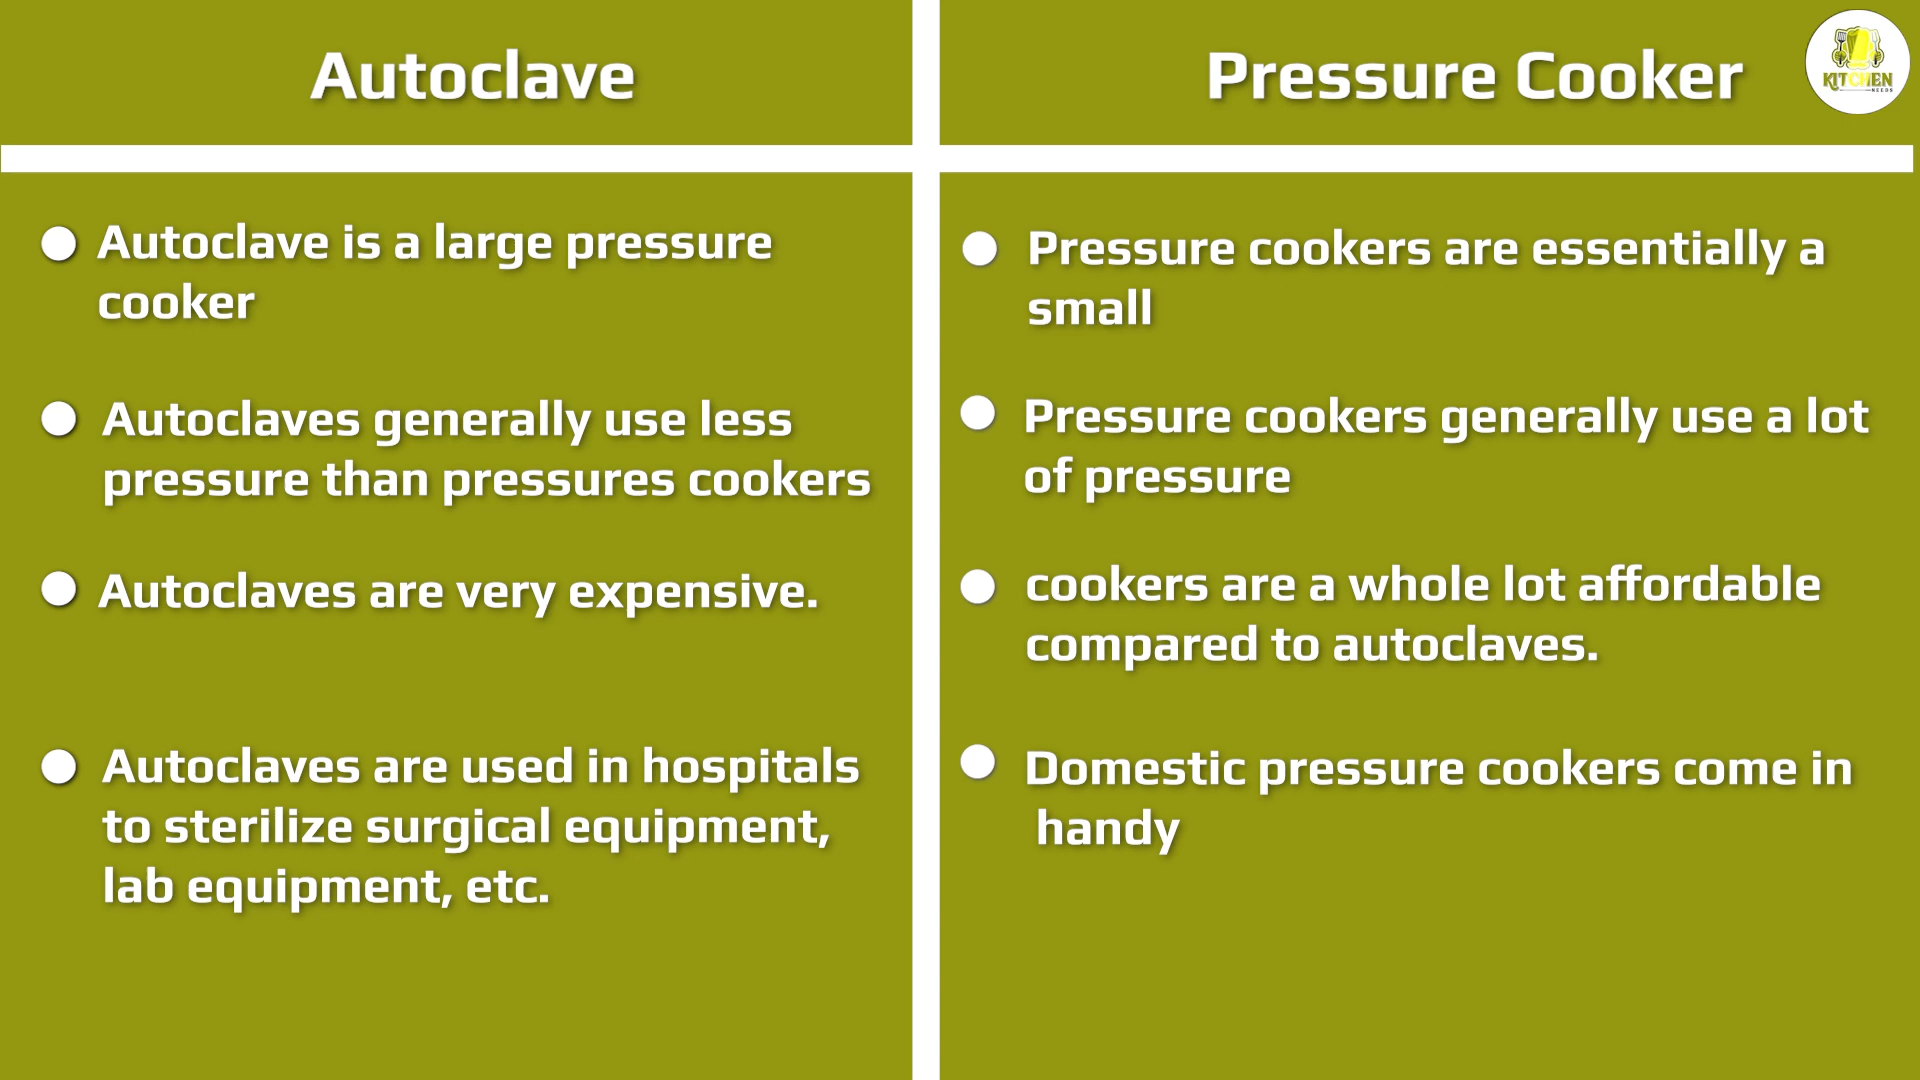 Autoclave
Autoclave is a large pressure
cooker
Autoclaves generally use less
pressure than pressures cookers
Autoclaves are very expensive.
Autoclaves are used in hospitals
to sterilize surgical equipment,
lab equipment, etc.
Pressure Cooker
KITCHEN
NEEDS
Pressure cookers are essentially a
small
Pressure cookers generally use a lot
of pressure
cookers are a whole lot affordable
compared to autoclaves.
Domestic pressure cookers come in
handy